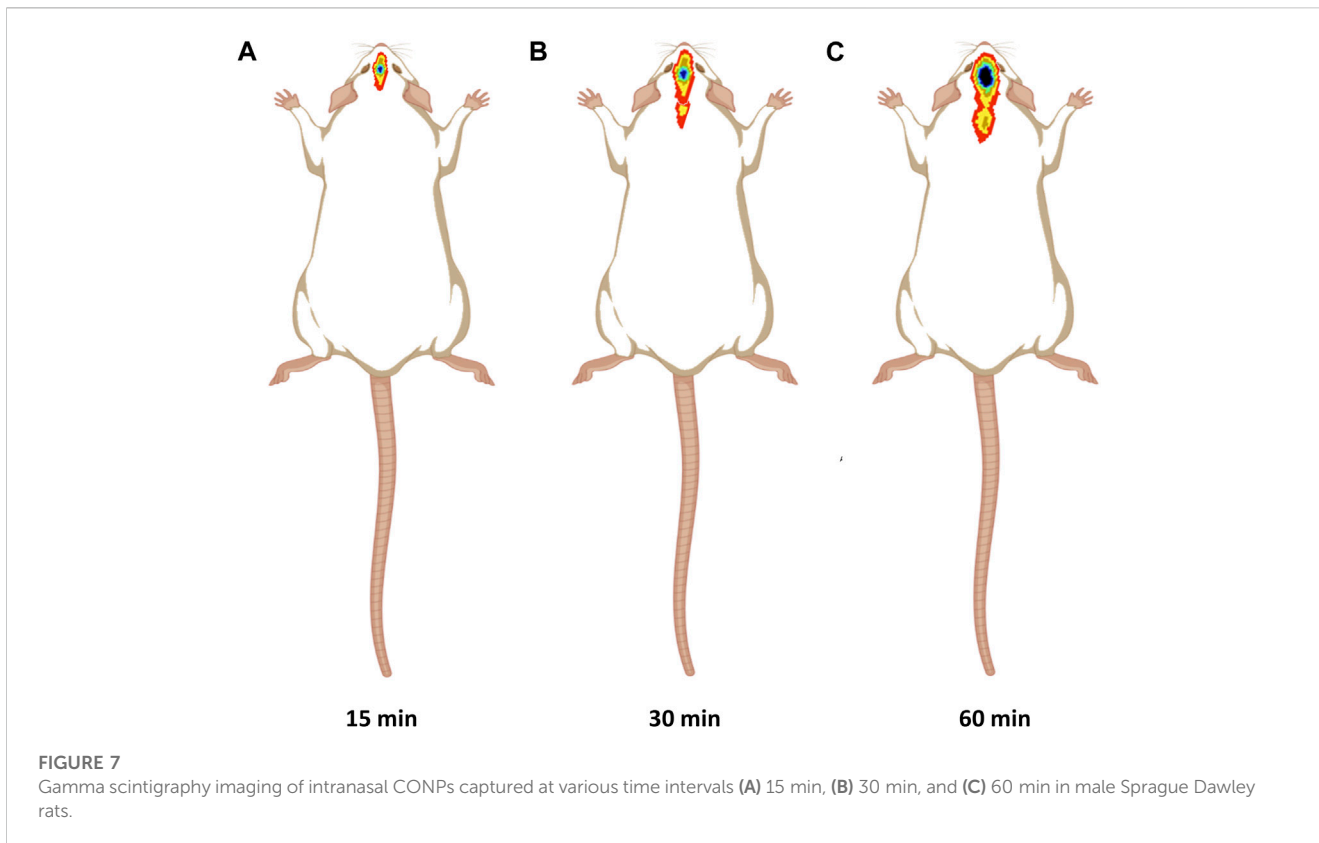 A B C
15 min 30 min 60 min
FIGURE 7
Gamma scintigraphy imaging of intranasal CONPs captured at various time intervals (A) 15 min, (B) 30 min, and (C) 60 min in male Sprague Dawley
rats.